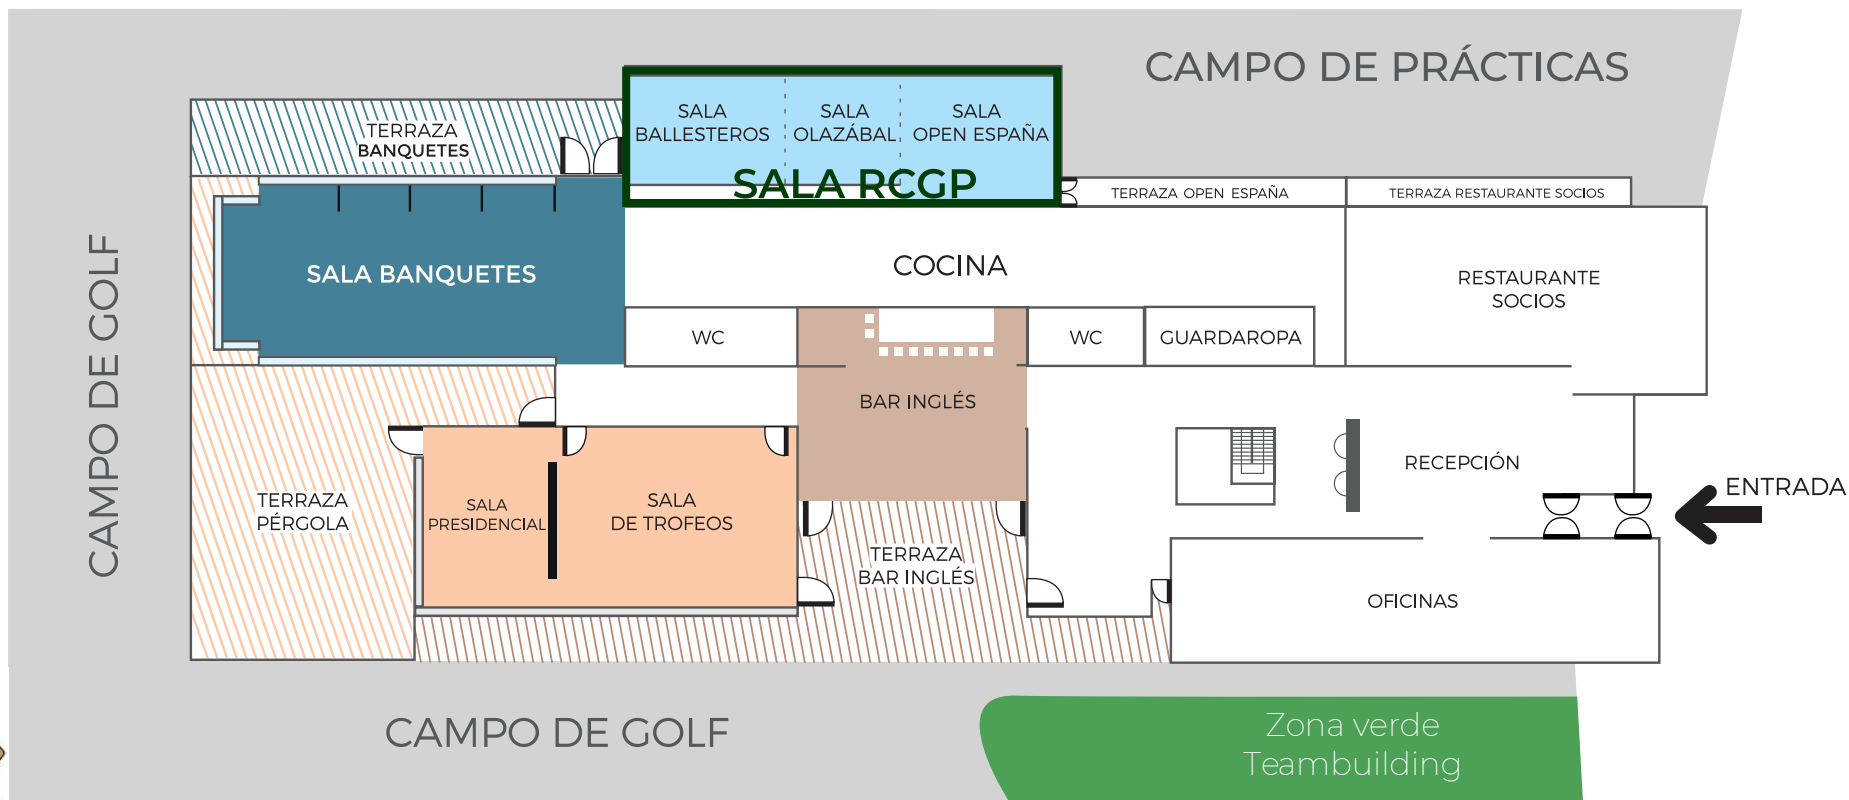 CAMPO DE PRÁCTICAS
SALA
BALLESTEROS
SALA
OLAZÁBAL
SALA
OPEN ESPAÑA
TERRAZA
BANQUETES
SALA RCGP
TERRAZA OPEN ESPAÑA
TERRAZA RESTAURANTE SOCIOS
CAMPO DE GOLF
SALA BANQUETES
COCINA
RESTAURANTE
SOCIOS
WC
WC
GUARDAROPA
BAR INGLÉS
RECEPCIÓN
ENTRADA
TERRAZA
PÉRGOLA
SALA
PRESIDENCIAL
SALA
DE TROFEOS
TERRAZA
BAR INGLÉS
OFICINAS
CAMPO DE GOLF
Zona verde
Teambuilding